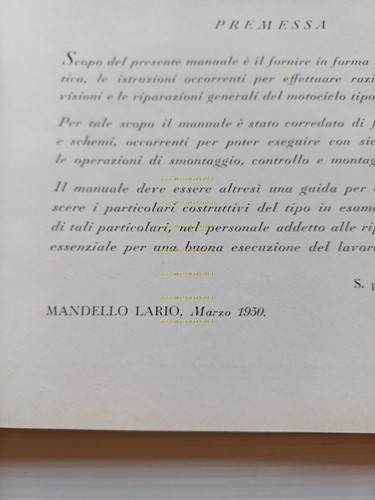 PREMESSA
Scopo del presente manuale è il fornire in forma
tica, le istruzioni occorrenti per effettuare razi
visioni e le riparazioni generali del motociclo tipo
Per tale scopo il manuale è stato corredato di f
e schemi, occorrenti per poter eseguire con sic
le operazioni di smontaggio, controllo e montag
Il manuale deve essere altresì una guida per
scere i particolari costruttivi del tipo in esame
di tali particolari, nel personale addetto alle rip
essenziale per una buona esecuzione del lavoro
S. p
MANDELLO LARIO, Marzo 1950.